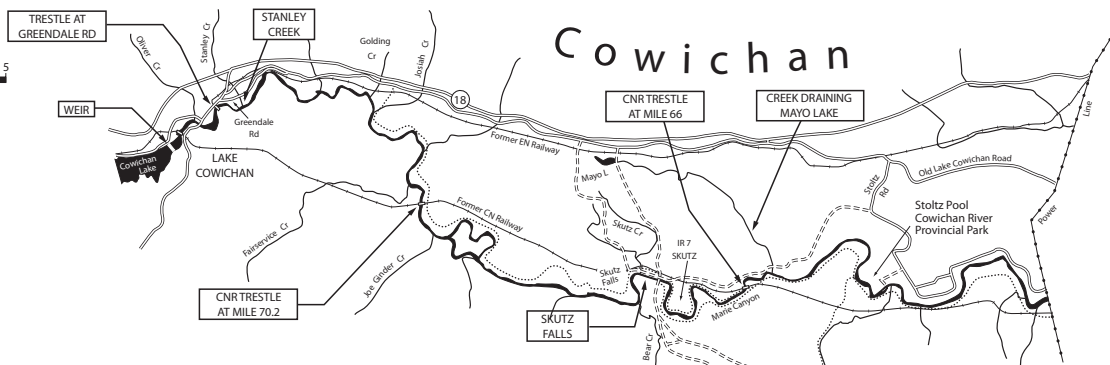 Cowichan
TRESTLE AT
GREENDALE RD
STANLEY
CREEK
Oliver Cr
Stanley Cr
Golding
Cr
Josiah Cr
5
WEIR
Greendale
Rd
18
CNR TRESTLE
AT MILE 66
CREEK DRAINING
MAYO LAKE
Line
Cowichan
Lake
LAKE
COWICHAN
Former EN Railway
Mayo L
Old Lake Cowichan Road
Stoltz
Rd
Stoltz Pool
Cowichan River
Provincial Park
Power
Fairservice Cr
Former CN Railway
Skutz Cr
IR 7
SKUTZ
Joe Ginder Cr
Skutz
Falls
CNR TRESTLE
AT MILE 70.2
Marie Canyon
SKUTZ
FALLS
Bear Cr